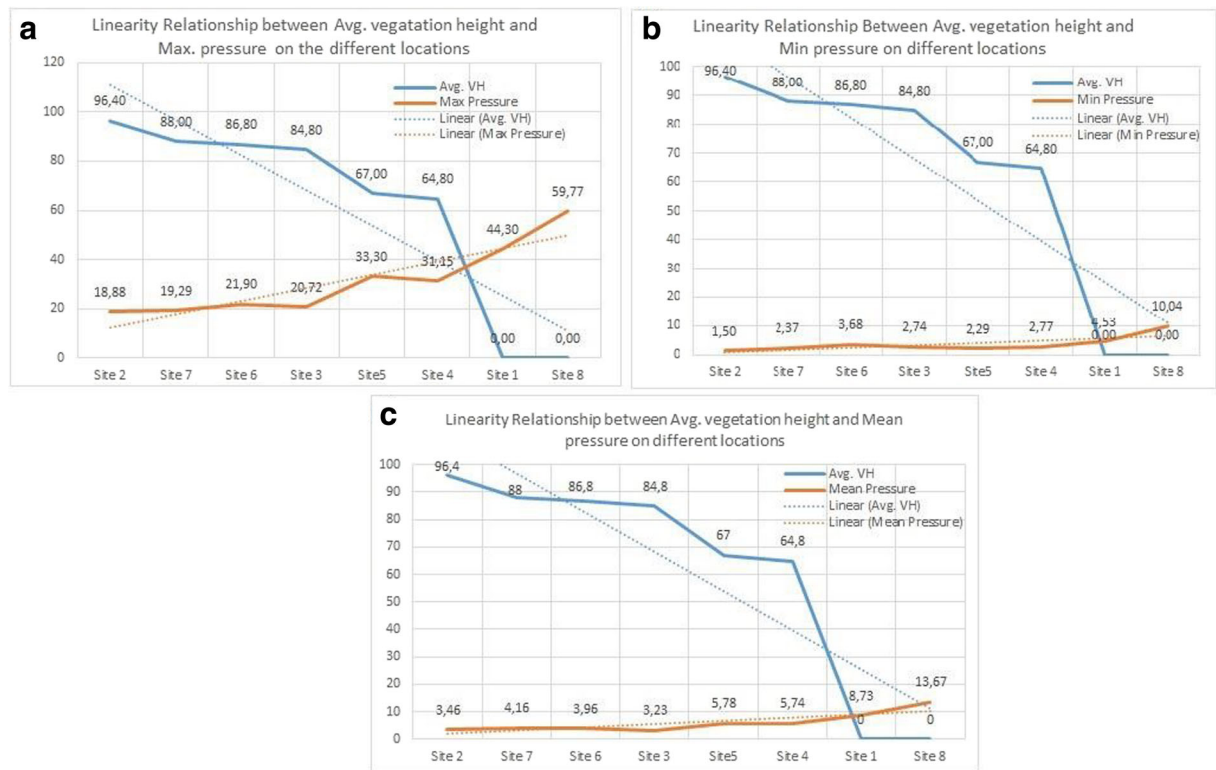 a
Linearity Relationship between Avg. vegatation height and
Max. pressure on the different locations
120
100
80
60
40
20
0
96,40
88,00
86,80
84,80
67,00
64,80
0,00
0,00
18,88
19,29
21,90
20,72
33,30
31,15
44,30
59,77
Avg. VH
Max Pressure
Linear (Avg. VH)
Linear (Max Pressure)
Site 2
Site 7
Site 6
Site 3
Site5
Site 4
Site 1
Site 8
b
Linearity Relationship Between Avg. vegetation height and
Min pressure on different locations
100
90
80
70
60
50
40
30
20
10
0
96,40
88,00
86,80
84,80
67,00
64,80
0,00
0,00
1,50
2,37
3,68
2,74
2,29
2,77
4,53
10,04
Avg. VH
Min Pressure
Linear (Avg. VH)
Linear (Min Pressure)
Site 2
Site 7
Site 6
Site 3
Site5
Site 4
Site 1
Site 8
c
Linearity Relationship between Avg. vegetation height and Mean
pressure on different locations
100
90
80
70
60
50
40
30
20
10
0
96,4
88
86,8
84,8
67
64,8
0
0
3,46
4,16
3,96
3,23
5,78
5,74
8,73
13,67
Avg. VH
Mean Pressure
Linear (Avg. VH)
Linear (Mean Pressure)
Site 2
Site 7
Site 6
Site 3
Site5
Site 4
Site 1
Site 8